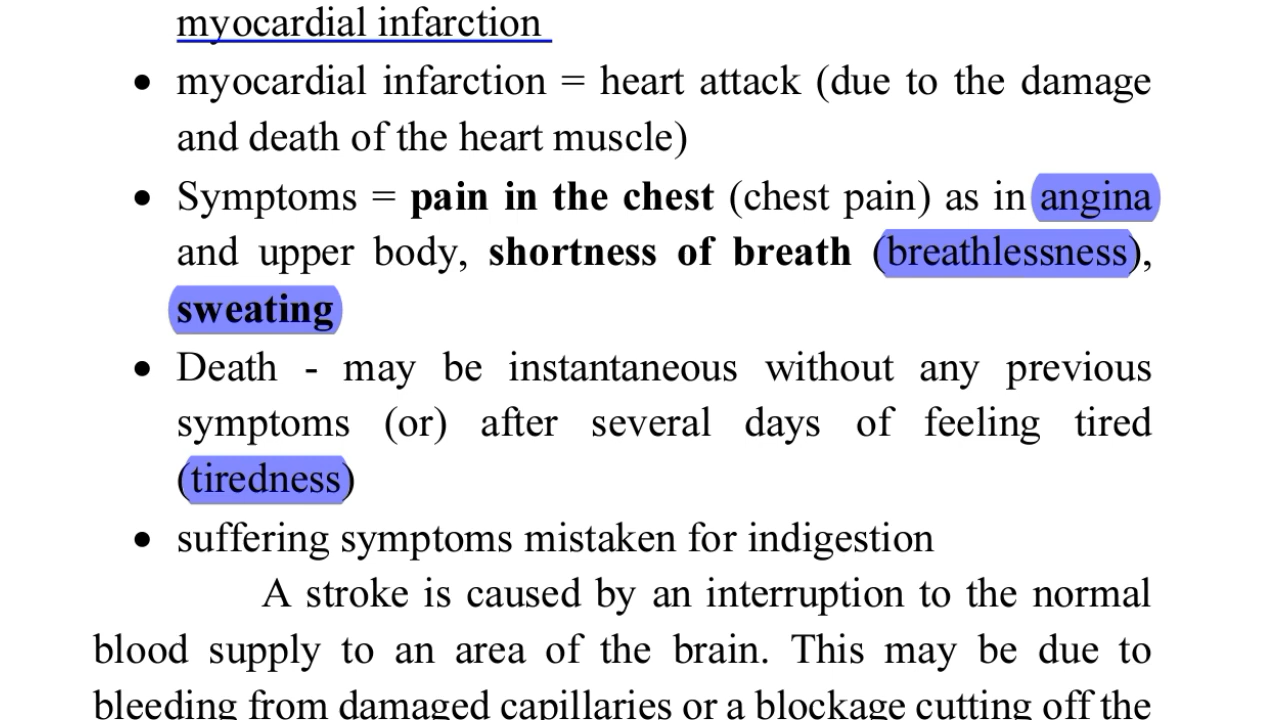 myocardial infarction
• myocardial infarction = heart attack (due to the damage
and death of the heart muscle)
• Symptoms = pain in the chest (chest pain) as in angina
and upper body, shortness of breath (breathlessness),
sweating
• Death - may be instantaneous without any previous
symptoms (or) after several days of feeling tired
(tiredness)
• suffering symptoms mistaken for indigestion
A stroke is caused by an interruption to the normal
blood supply to an area of the brain. This may be due to
bleeding from damaged capillaries or a blockage cutting off the